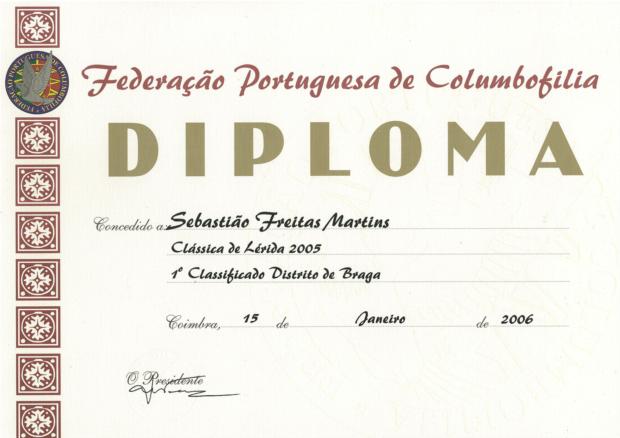 Federação Portuguesa de Columbofilia
DIPLOMA
Concedido a: Sebastião Freitas Martins
Clássica de Lérida 2005
1º Classificado Distrito de Braga
Coimbra, 15 de Janeiro de 2006
O Presidente